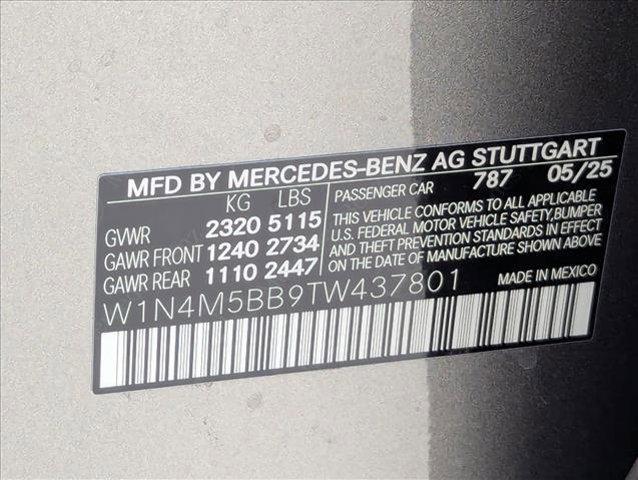 MFD BY MERCEDES-BENZ AG STUTTGART
KG LBS
GVWR 2320 5115
GAWR FRONT 1240 2734
GAWR REAR 1110 2447
PASSENGER CAR 787 05/25
THIS VEHICLE CONFORMS TO ALL APPLICABLE
U.S. FEDERAL MOTOR VEHICLE SAFETY,BUMPER
AND THEFT PREVENTION STANDARDS IN EFFECT
ON THE DATE OF MANUFACTURE SHOWN ABOVE
W1N4M5BB9TW437801
MADE IN MEXICO